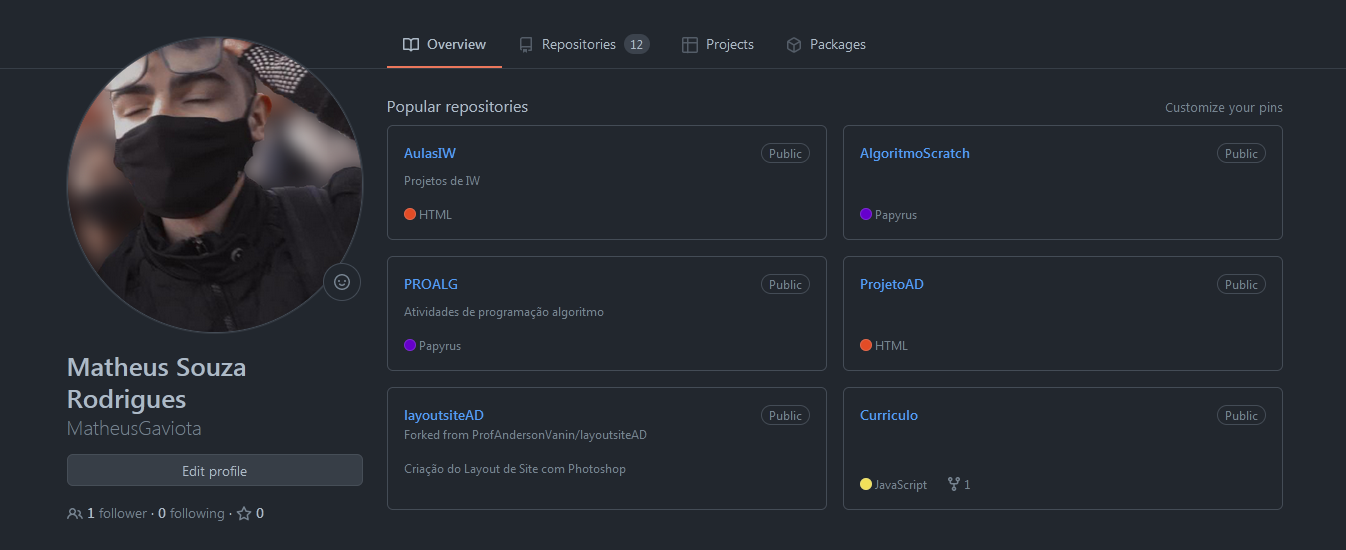 Overview
Repositories 12
Projects
Packages
Matheus Souza
Rodrigues
MatheusGaviota
Edit profile
1 follower · 0 following · 0
Popular repositories
Customize your pins
AulasIW
Public
Projetos de IW
HTML
AlgoritmoScratch
Public
Papyrus
PROALG
Public
Atividades de programação algoritmo
Papyrus
ProjetoAD
Public
HTML
layoutsiteAD
Public
Forked from ProfAndersonVanin/layoutsiteAD
Criação do Layout de Site com Photoshop
Curriculo
Public
JavaScript 1